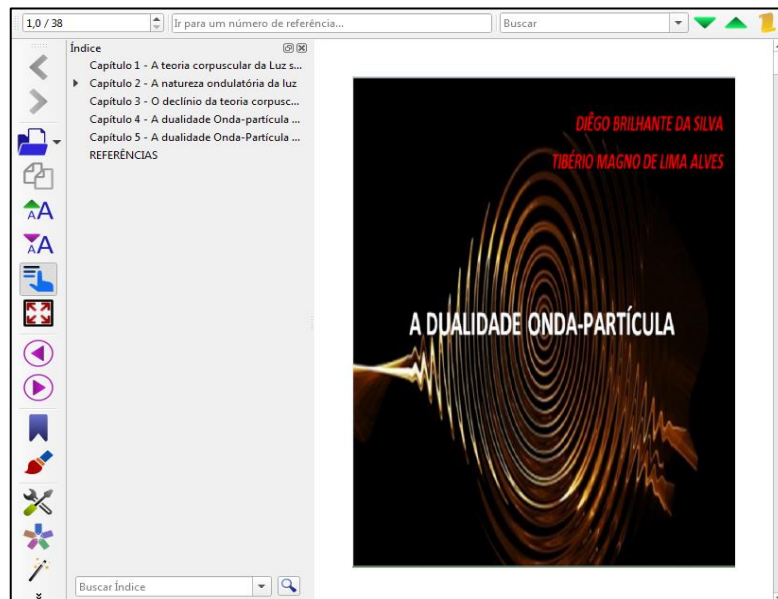 1,0 / 38
Ir para um número de referência...
Buscar
Índice
Capítulo 1 - A teoria corpuscular da Luz s...
Capítulo 2 - A natureza ondulatória da luz
Capítulo 3 - O declínio da teoria corpusc...
Capítulo 4 - A dualidade Onda-partícula ...
Capítulo 5 - A dualidade Onda-Partícula ...
REFERÊNCIAS
AA
AA
Buscar Índice
DIÊGO BRILHANTE DA SILVA
TIBÉRIO MAGNO DE LIMA ALVES
A DUALIDADE ONDA-PARTÍCULA